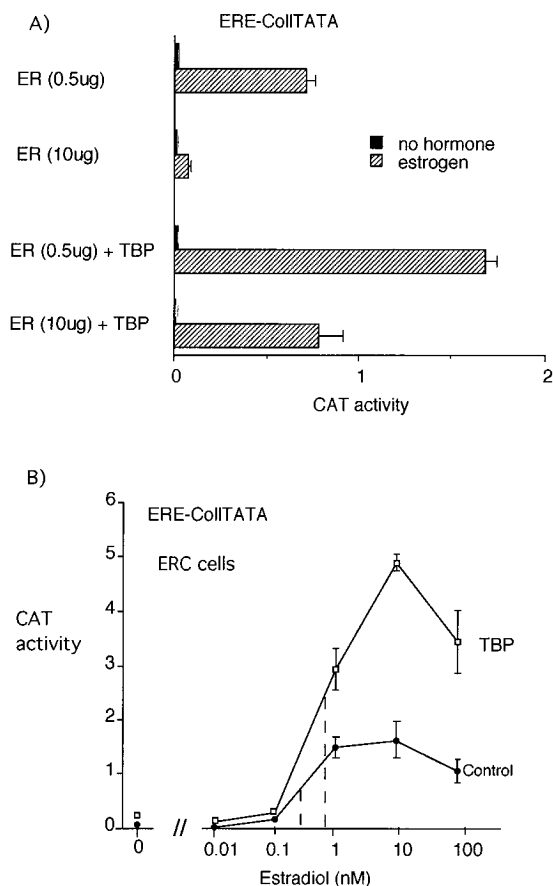 A)
ERE-CollTATA
ER (0.5ug)
ER (10ug)
no hormone
estrogen
ER (0.5ug) + TBP
ER (10ug) + TBP
0
1
2
CAT activity
B)
6
ERE-CollTATA
5
ERC cells
4
CAT
activity
3
TBP
2
1
Control
0
0
//
0.01
0.1
1
10
100
Estradiol (nM)